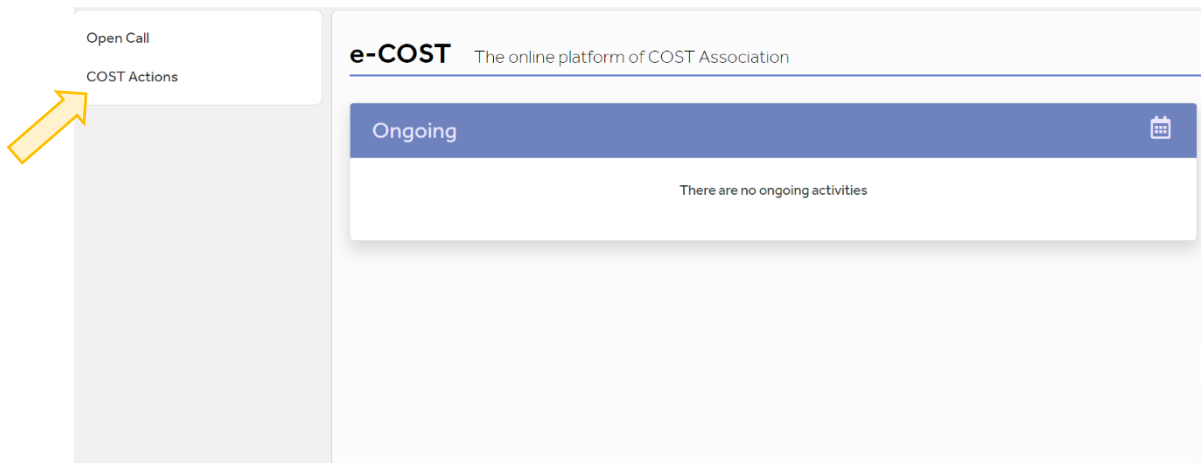 Open Call
COST Actions
e-COST The online platform of COST Association
Ongoing
There are no ongoing activities